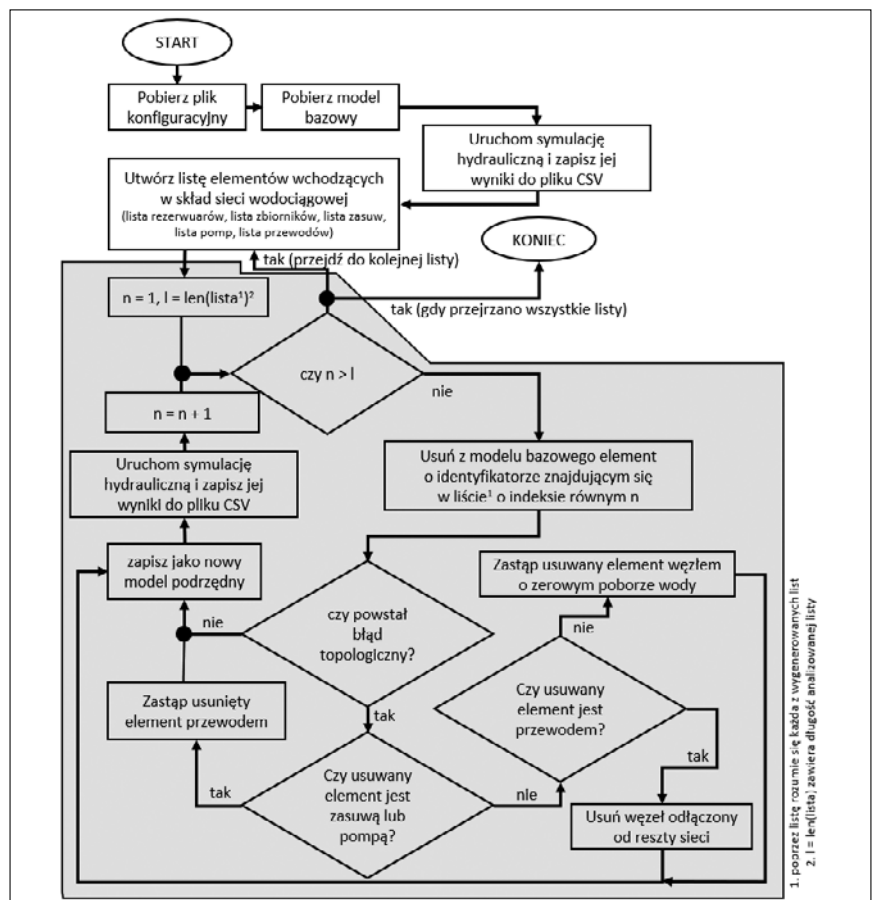 START
Pobierz plik
konfiguracyjny
Pobierz model
bazowy
Uruchom symulację
hydrauliczną i zapisz jej
wyniki do pliku CSV
Utwórz listę elementów wchodzących
w skład sieci wodociągowej
(lista rezerwuarów, lista zbiorników, lista zasuw,
lista pomp, lista przewodów)
KONIEC
tak (przejdź do kolejnej listy)
tak (gdy przejrzano wszystkie listy)
n = 1, l = len(lista¹)²
czy n > l
nie
n = n + 1
Usuń z modelu bazowego element
o identyfikatorze znajdującym się
w liście¹ o indeksie równym n
Uruchom symulację
hydrauliczną i zapisz jej
wyniki do pliku CSV
zapisz jako nowy
model podrzędny
czy powstał
błąd
topologiczny?
nie
tak
Zastąp usuwany element węzłem
o zerowym poborze wody
nie
Zastąp usunięty
element przewodem
Czy usuwany
element jest
przewodem?
tak
Czy usuwany
element jest
zasuwą lub
pompą?
tak
nie
Usuń węzeł odłączony
od reszty sieci
1. poprzez listę rozumie się każda z wygenerowanych list
2. l = len(lista) zawiera długość analizowanej listy